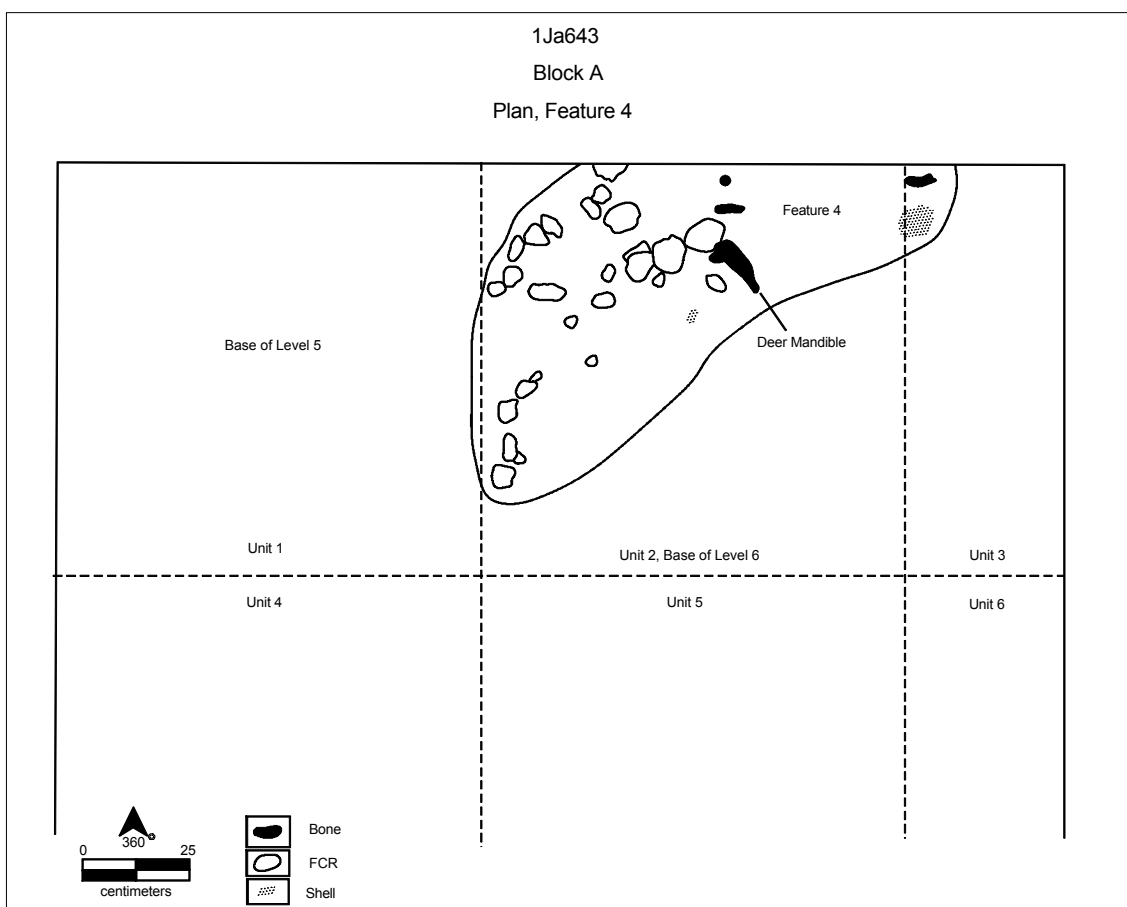 1Ja643
Block A
Plan, Feature 4
Feature 4
Deer Mandible
Base of Level 5
Unit 1
Unit 2, Base of Level 6
Unit 3
Unit 4
Unit 5
Unit 6
360°
0 25
centimeters
Bone
FCR
Shell